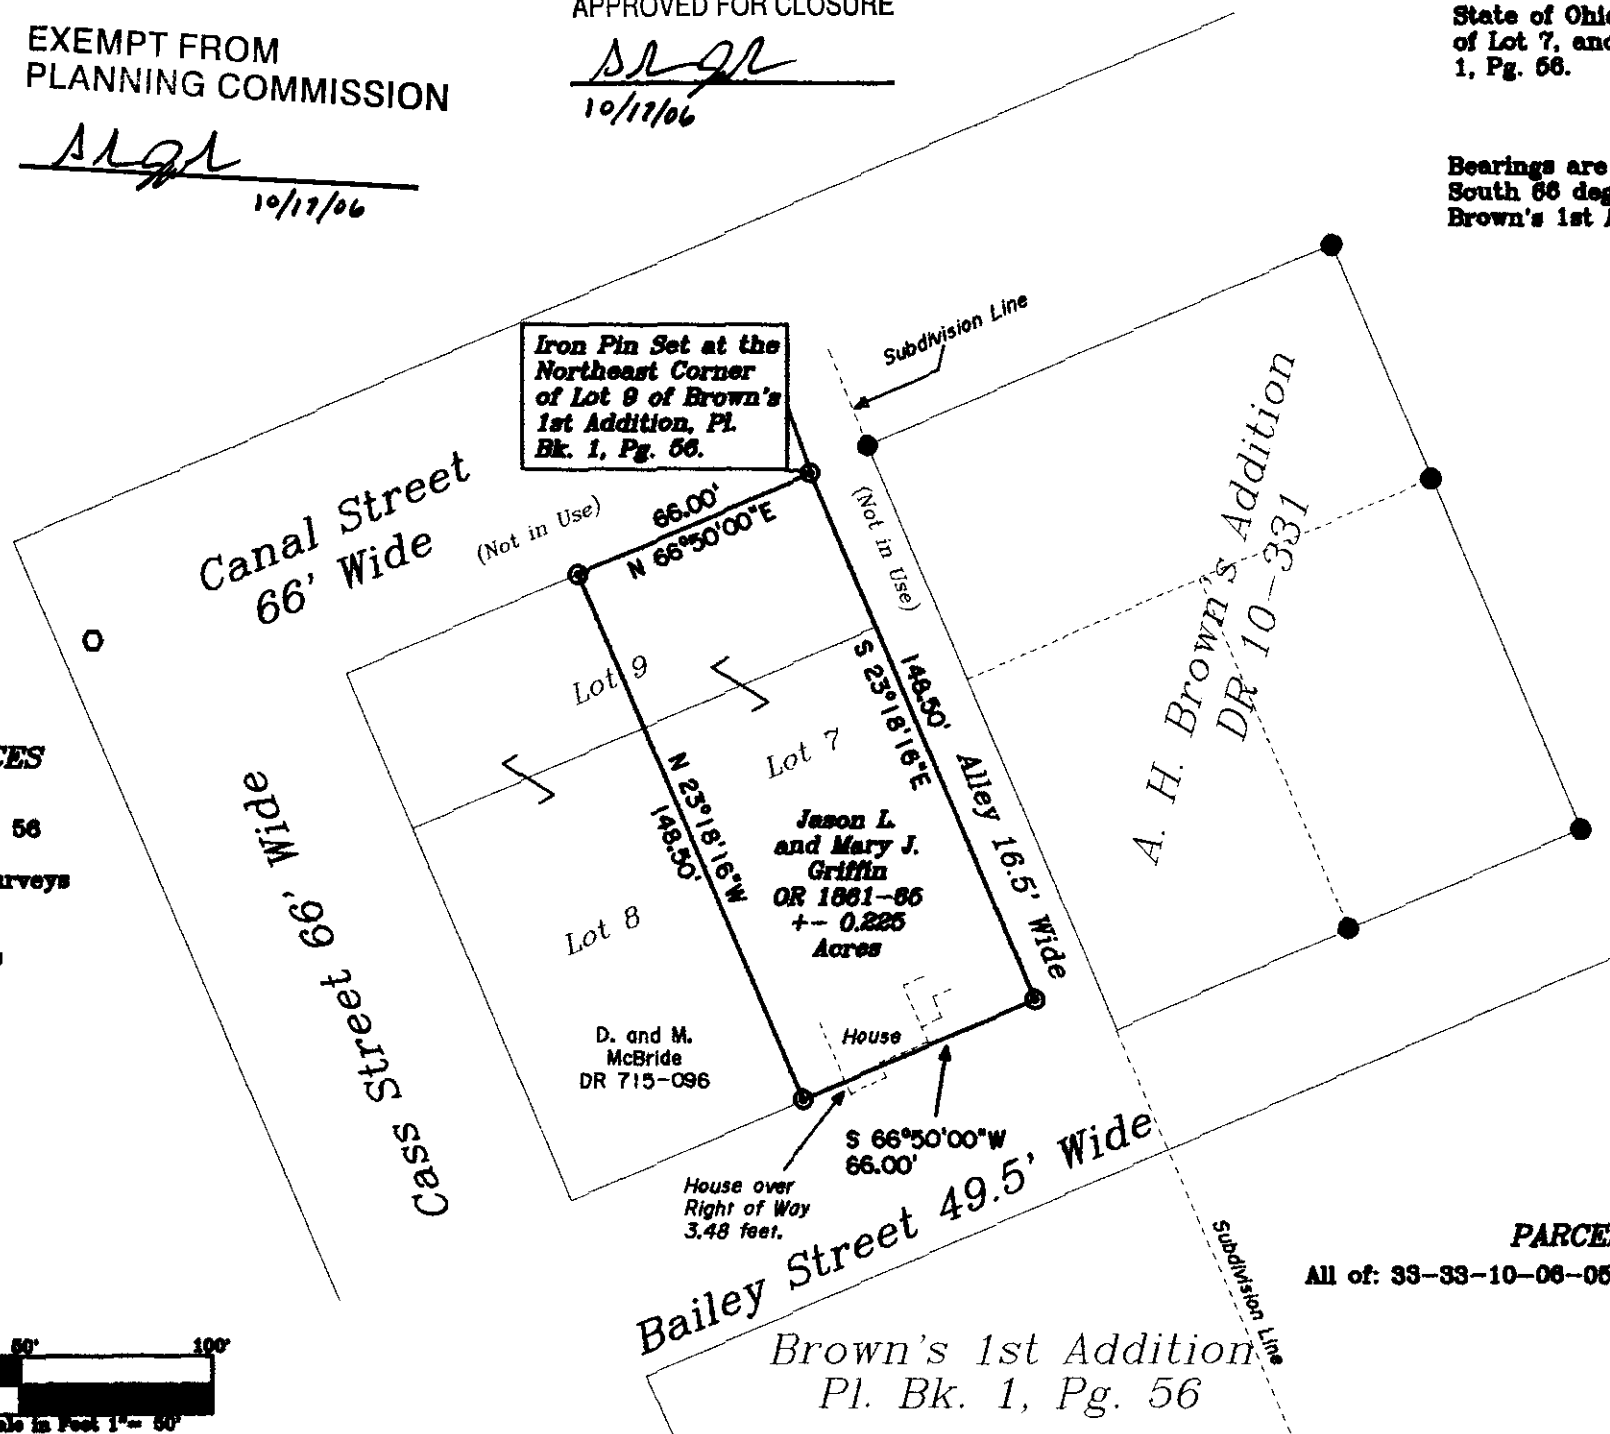 APPROVED FOR CLOSURE
10/17/06
EXEMPT FROM
PLANNING COMMISSION
10/17/06
State of Ohi
of Lot 7, and
1, Pg. 56.
Bearings are
South 66 deg
Brown's 1st A
Iron Pin Set at the
Northeast Corner
of Lot 9 of Brown's
1st Addition, Pl.
Bk. 1, Pg. 56.
Subdivision Line
Canal Street
66' Wide
(Not in Use)
66.00'
N 66°50'00"E
(Not in Use)
A. H. Brown's Addition
DR 10-331
Lot 9
148.50'
S 23°18'16"E
Alley 16.5' Wide
Lot 7
N 23°18'16"W
148.50'
CES
56
urveys
Cass Street 66' Wide
Jason L.
and Mary J.
Griffin
OR 1861-66
+- 0.225
Acres
Lot 8
D. and M.
McBride
DR 715-096
House
S 66°50'00"W
66.00'
House over
Right of Way
3.48 feet.
Bailey Street 49.5' Wide
Subdivision Line
PARCE
All of: 33-33-10-06-05
Brown's 1st Addition
Pl. Bk. 1, Pg. 56
50' 100'
ale in Feet 1"= 50'